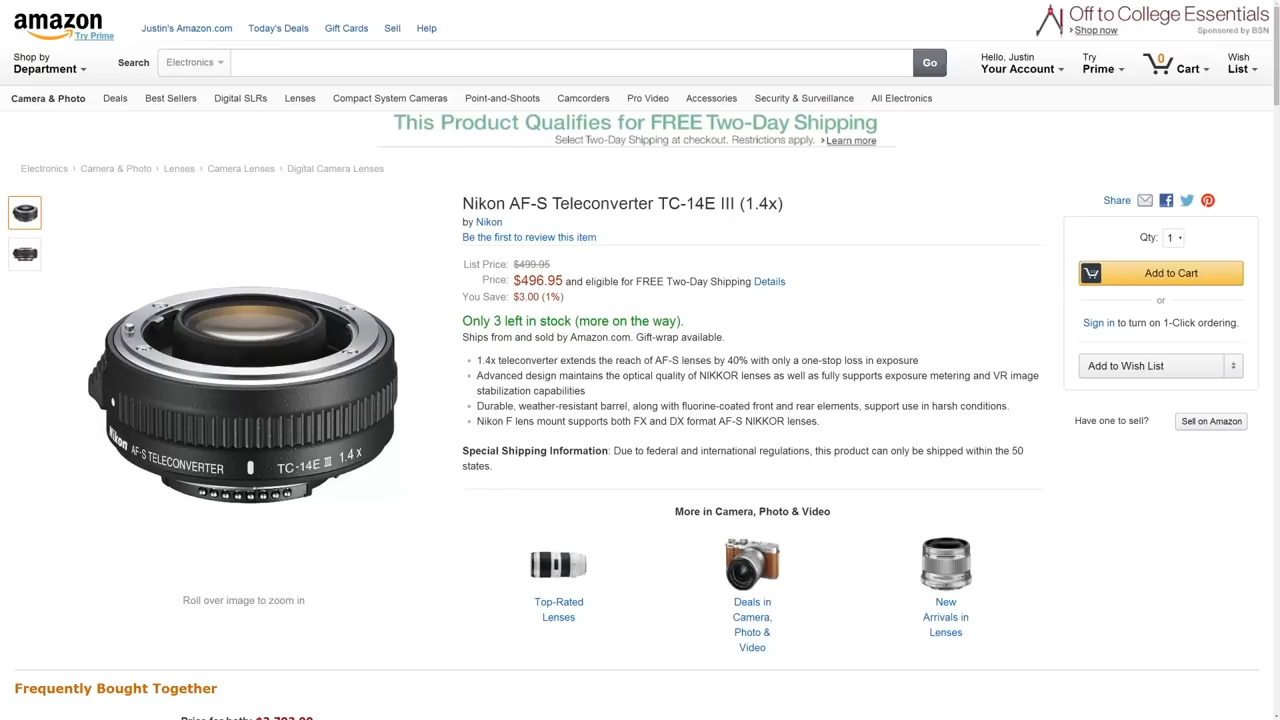 amazon
Try Prime
Justin's Amazon.com Today's Deals Gift Cards Sell Help
Off to College Essentials
› Shop now
Sponsored by BSN
Shop by
Department
Search Electronics Go
Hello, Justin
Your Account
Try
Prime
0
Cart
Wish
List
Camera & Photo Deals Best Sellers Digital SLRs Lenses Compact System Cameras Point-and-Shoots Camcorders Pro Video Accessories Security & Surveillance All Electronics
This Product Qualifies for FREE Two-Day Shipping
Select Two-Day Shipping at checkout. Restrictions apply. › Learn more
Electronics › Camera & Photo › Lenses › Camera Lenses › Digital Camera Lenses
Nikon AF-S Teleconverter TC-14E III (1.4x)
by Nikon
Be the first to review this item
List Price: $499.95
Price: $496.95 and eligible for FREE Two-Day Shipping Details
You Save: $3.00 (1%)
Only 3 left in stock (more on the way).
Ships from and sold by Amazon.com. Gift-wrap available.
1.4x teleconverter extends the reach of AF-S lenses by 40% with only a one-stop loss in exposure
Advanced design maintains the optical quality of NIKKOR lenses as well as fully supports exposure metering and VR image
stabilization capabilities
Durable, weather-resistant barrel, along with fluorine-coated front and rear elements, support use in harsh conditions.
Nikon F lens mount supports both FX and DX format AF-S NIKKOR lenses.
Special Shipping Information: Due to federal and international regulations, this product can only be shipped within the 50
states.
Share
Qty: 1
Add to Cart
or
Sign in to turn on 1-Click ordering.
Add to Wish List
Have one to sell? Sell on Amazon
Nikon AF-S TELECONVERTER TC-14E III 1.4x
Roll over image to zoom in
More in Camera, Photo & Video
Top-Rated
Lenses
Deals in
Camera,
Photo &
Video
New
Arrivals in
Lenses
Frequently Bought Together
Price for both: